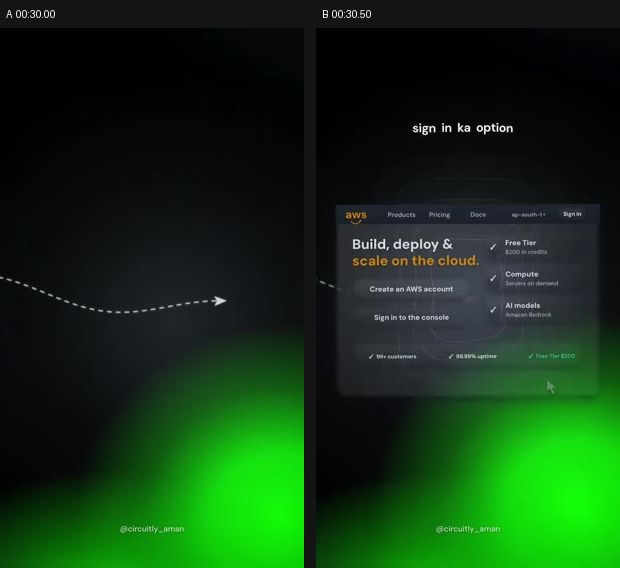 A 00:30.00
@circuitly_aman
B 00:30.50
sign in ka option
aws Products Pricing Docs ap-south-1 Sign in
Build, deploy &
scale on the cloud.
Create an AWS account
Sign in to the console
✓ Free Tier
$200 in credits
✓ Compute
Servers on demand
✓ AI models
Amazon Bedrock
✓ 1M+ customers ✓ 99.99% uptime ✓ Free Tier $200
@circuitly_aman